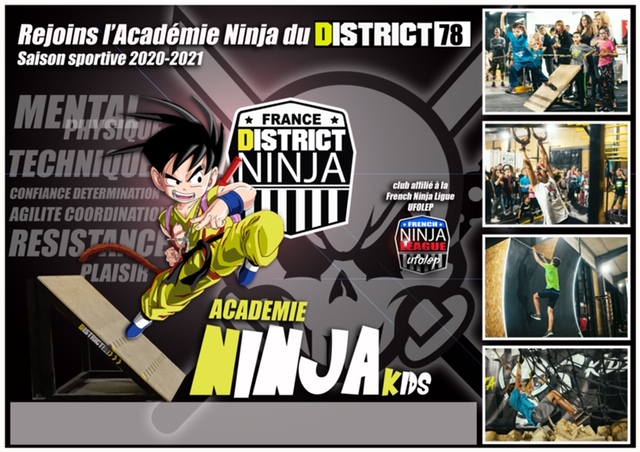 Rejoins l'Académie Ninja du DISTRICT 78
Saison sportive 2020-2021
MENTAL
PHYSIQUE
TECHNIQUE
CONFIANCE DETERMINATION
AGILITE COORDINATION
RESISTANCE
PLAISIR
FRANCE
DISTRICT
NINJA
club affilié à la
French Ninja Ligue
UFOLEP
FRENCH
NINJA
LEAGUE
ufolep
ACADEMIE
NINJA KIDS